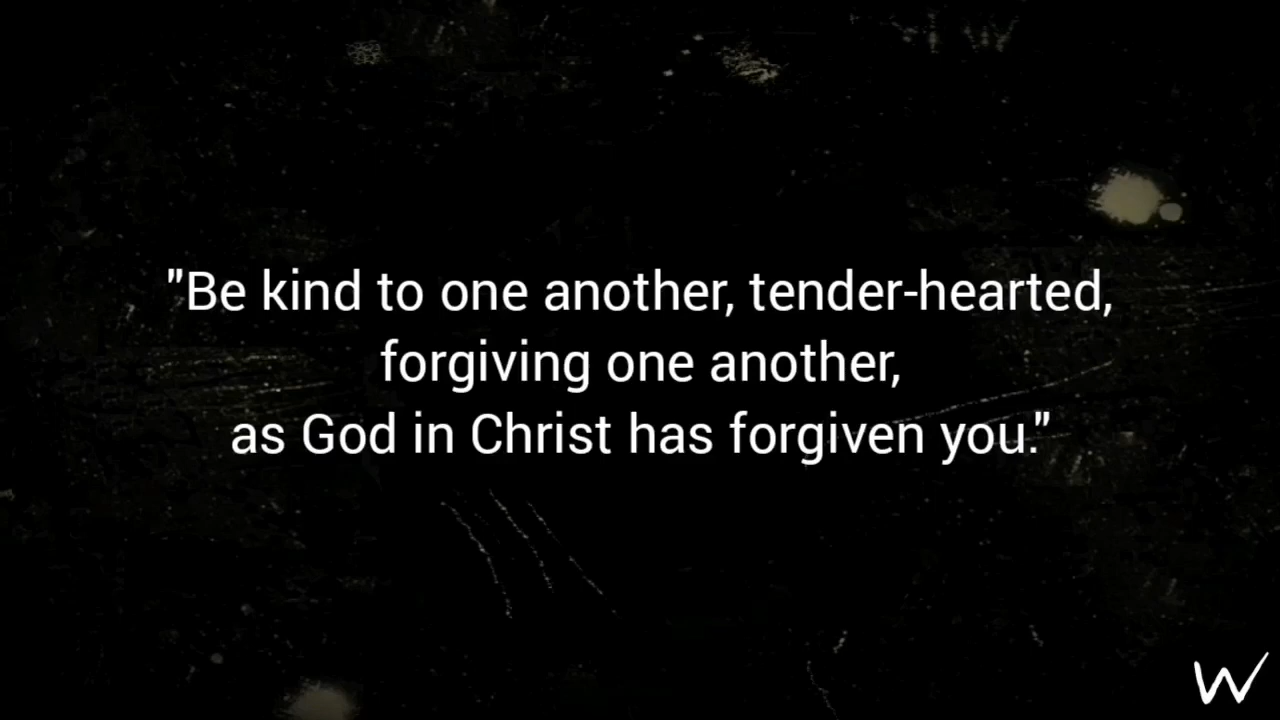 "Be kind to one another, tender-hearted,
forgiving one another,
as God in Christ has forgiven you."
W